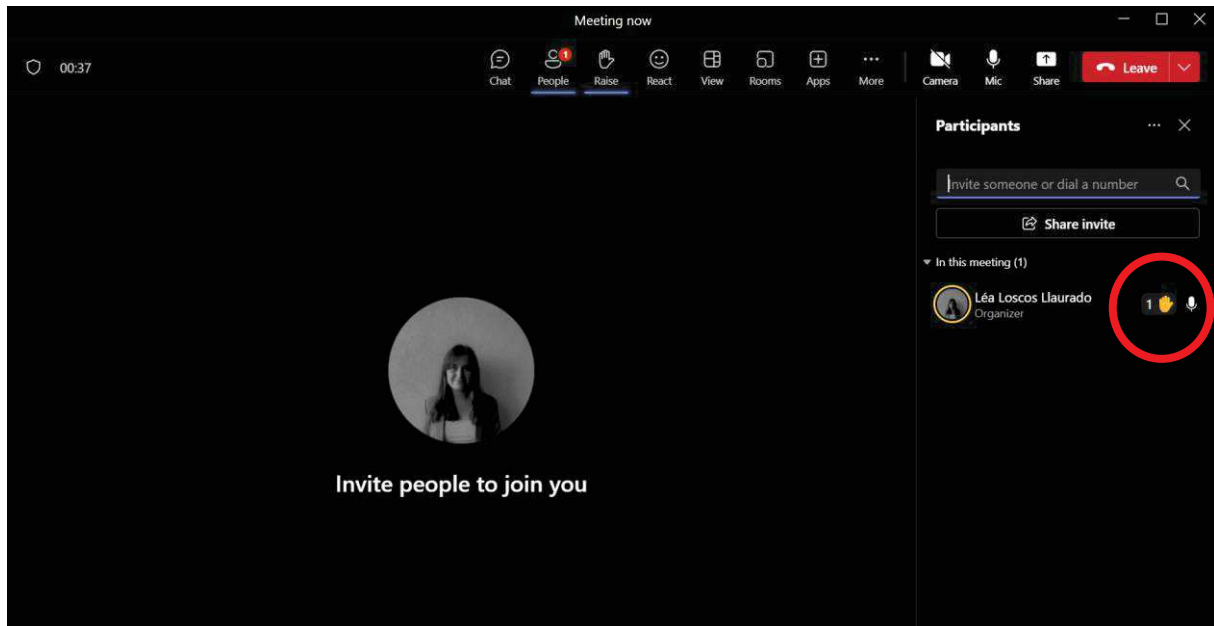 Meeting now
00:37
Chat
People
1
Raise
React
View
Rooms
Apps
More
Camera
Mic
Share
Leave
Participants
Invite someone or dial a number
Share invite
In this meeting (1)
Léa Loscos Llaurado
Organizer
1
Invite people to join you